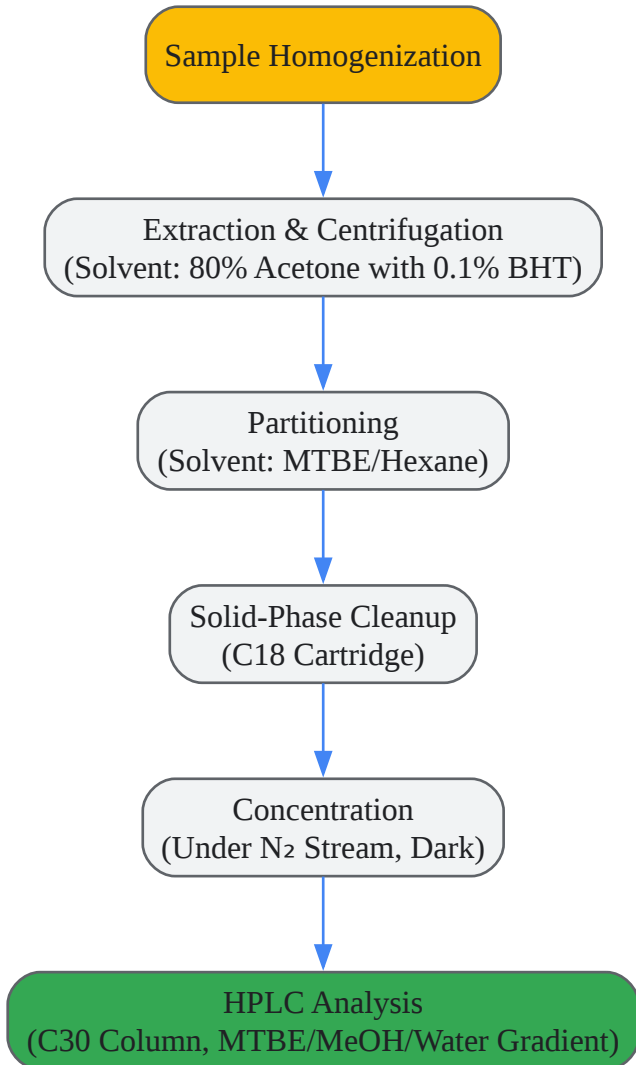 Sample Homogenization
Extraction & Centrifugation
(Solvent: 80% Acetone with 0.1% BHT)
Partitioning
(Solvent: MTBE/Hexane)
Solid-Phase Cleanup
(C18 Cartridge)
Concentration
(Under N₂ Stream, Dark)
HPLC Analysis
(C30 Column, MTBE/MeOH/Water Gradient)